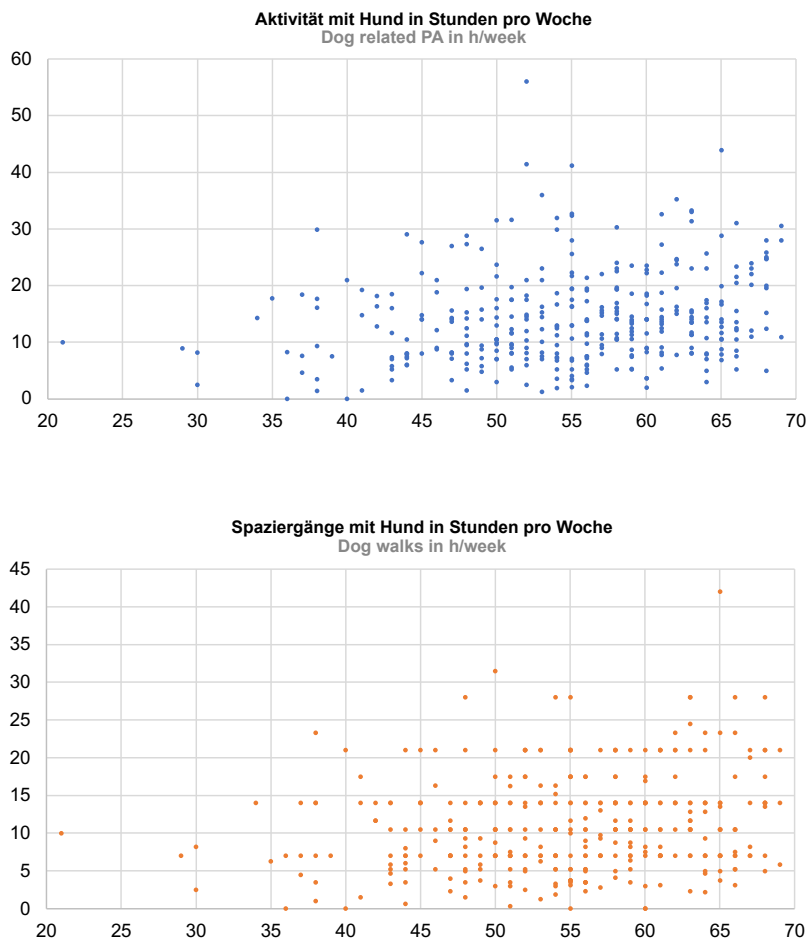 Aktivität mit Hund in Stunden pro Woche
Dog related PA in h/week
60
50
40
30
20
10
0
20 25 30 35 40 45 50 55 60 65 70
Spaziergänge mit Hund in Stunden pro Woche
Dog walks in h/week
45
40
35
30
25
20
15
10
5
0
20 25 30 35 40 45 50 55 60 65 70